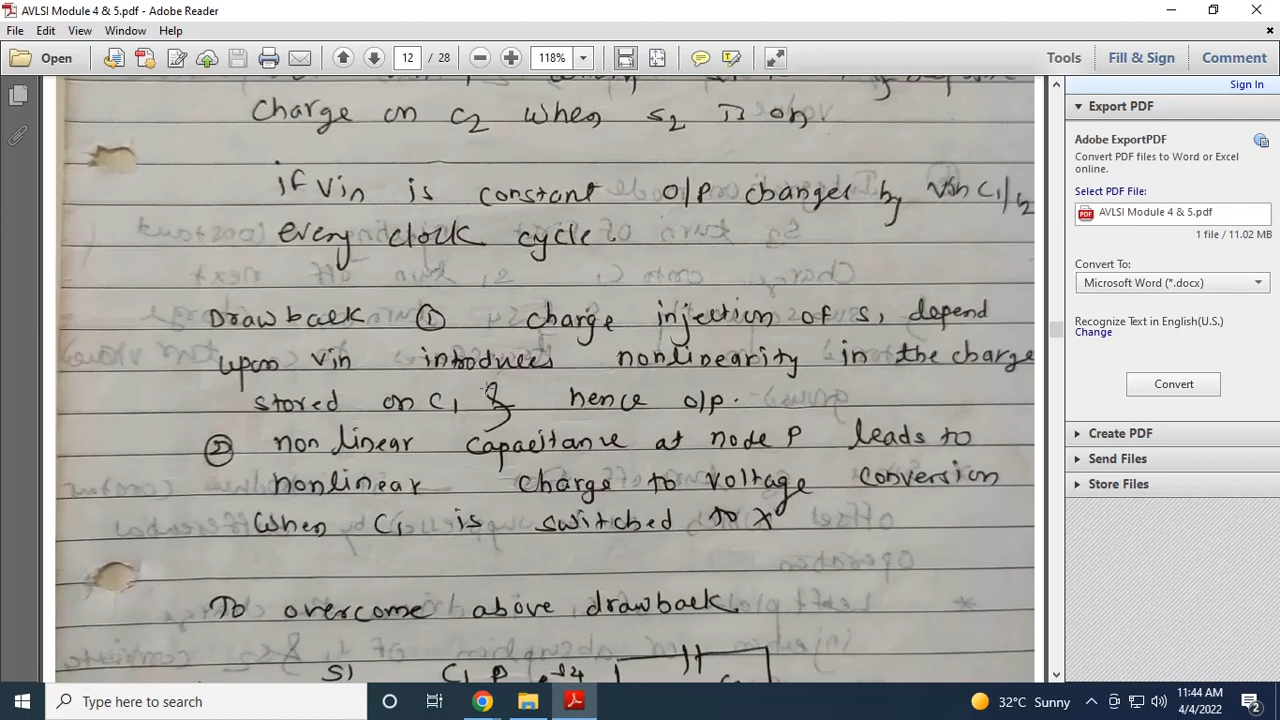 AVLSI Module 4 & 5.pdf - Adobe Reader
File Edit View Window Help
Open 12 / 28 118% Tools Fill & Sign Comment
charge on C2 when S2 is on
if Vin is constant o/p changes by Vin C1/C2
every clock cycle.
Drawback ① charge injection of S1 depend
upon Vin introduces nonlinearity in the charge
stored on C1 & hence o/p.
② non linear capacitance at node P leads to
nonlinear charge to voltage conversion
when C1 is switched to X
To overcome above drawback
S1 C1 P S4
Sign In
Export PDF
Adobe ExportPDF
Convert PDF files to Word or Excel
online.
Select PDF File:
AVLSI Module 4 & 5.pdf
1 file / 11.02 MB
Convert To:
Microsoft Word (*.docx)
Recognize Text in English(U.S.)
Change
Convert
Create PDF
Send Files
Store Files
Type here to search
32°C Sunny
11:44 AM
4/4/2022
2